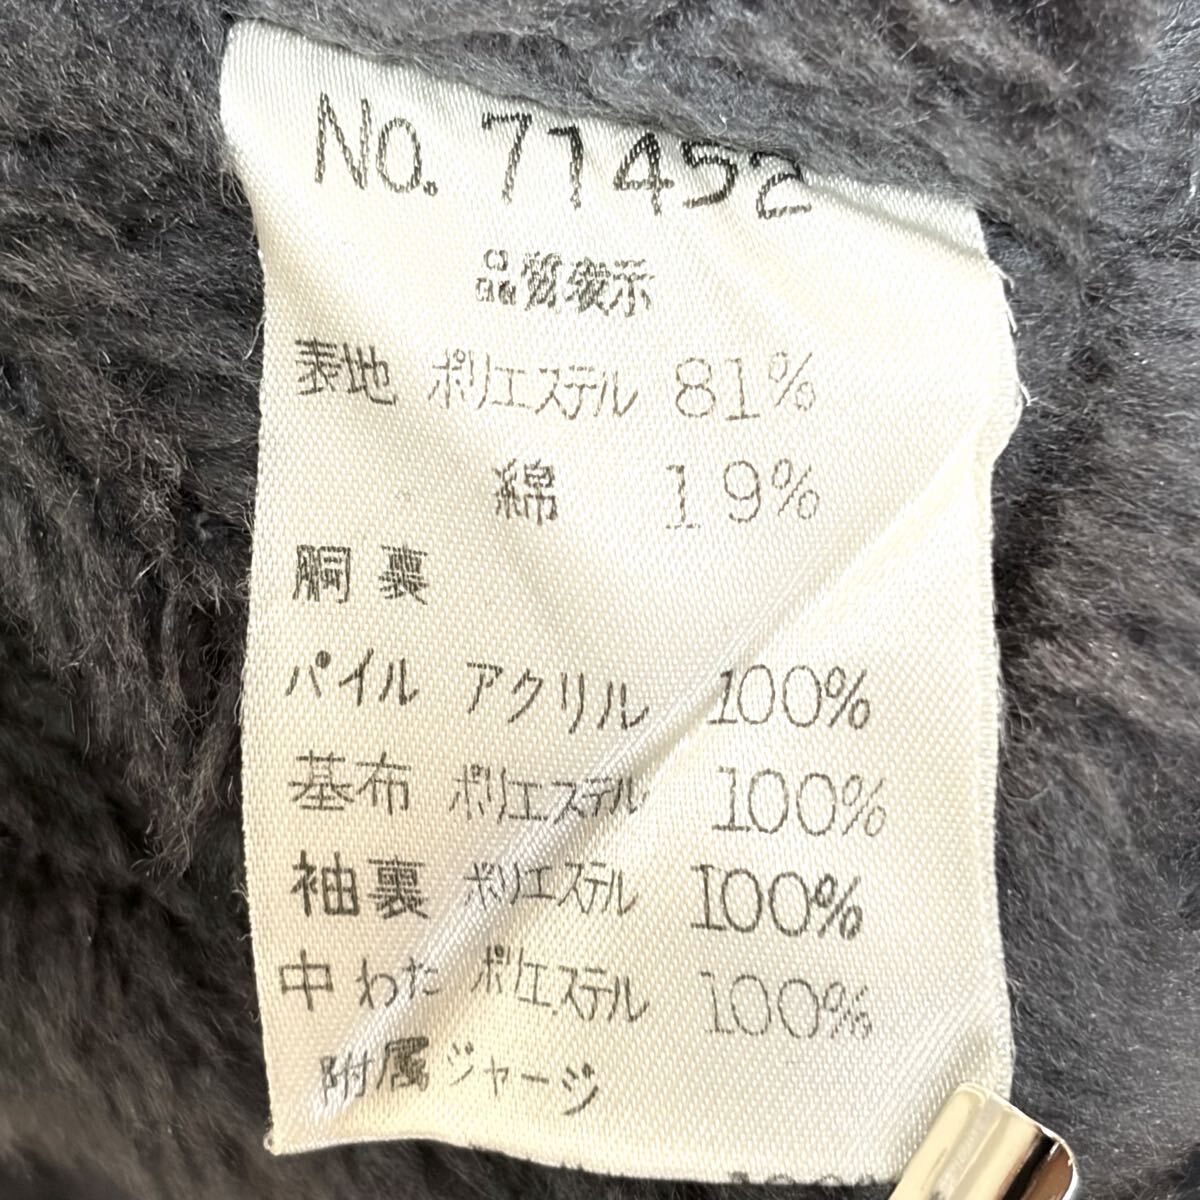 No. 71452
品質表示
表地 ポリエステル 81%
綿 19%
胴裏
パイル アクリル 100%
基布 ポリエステル 100%
袖裏 ポリエステル 100%
中わた ポリエステル 100%
附属 ジャージ